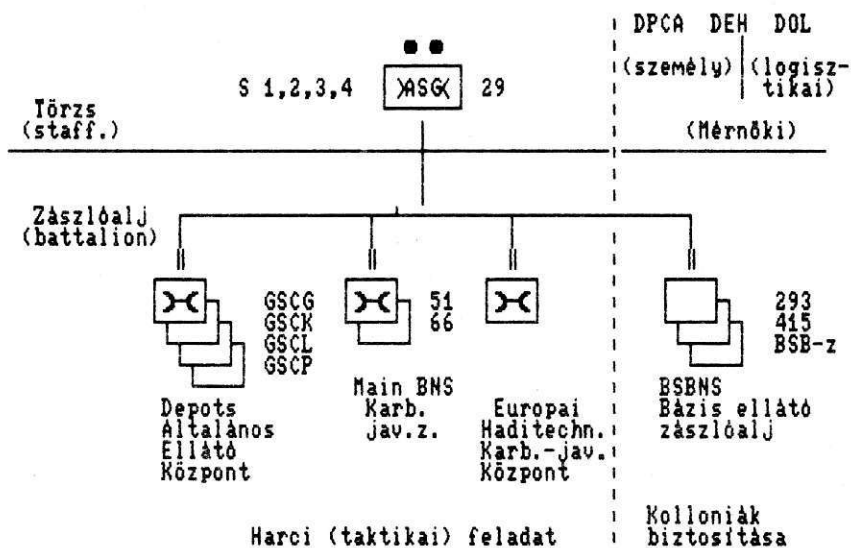 DPCA DEH DOL
(személy) (logisz-
tikai)
S 1,2,3,4 ASG 29
Törzs
(staff.)
(Mérnöki)
Zászlóalj
(battalion)
GSCG
GSCK
GSCL
GSCP
51
66
293
415
BSB-z
Depots
Általános
Ellátó
Központ
Main BNS
Karb.
jav.z.
Europai
Haditechn.
Karb.-jav.
Központ
BSBNS
Bázis ellátó
zászlóalj
Harci (taktikai) feladat
Kolloniák
biztosítása